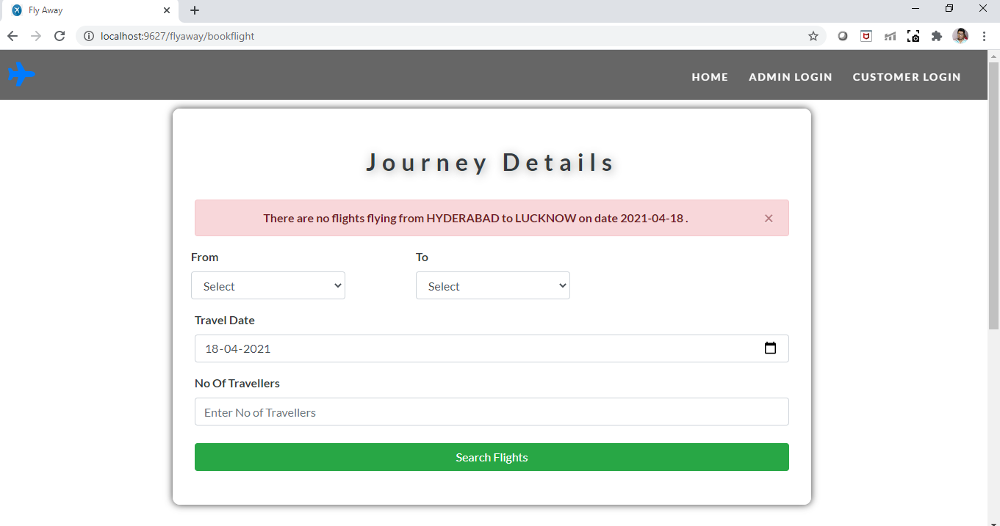 Fly Away
localhost:9627/flyaway/bookflight
HOME ADMIN LOGIN CUSTOMER LOGIN
Journey Details
There are no flights flying from HYDERABAD to LUCKNOW on date 2021-04-18 .
From To
Select Select
Travel Date
18-04-2021
No Of Travellers
Enter No of Travellers
Search Flights